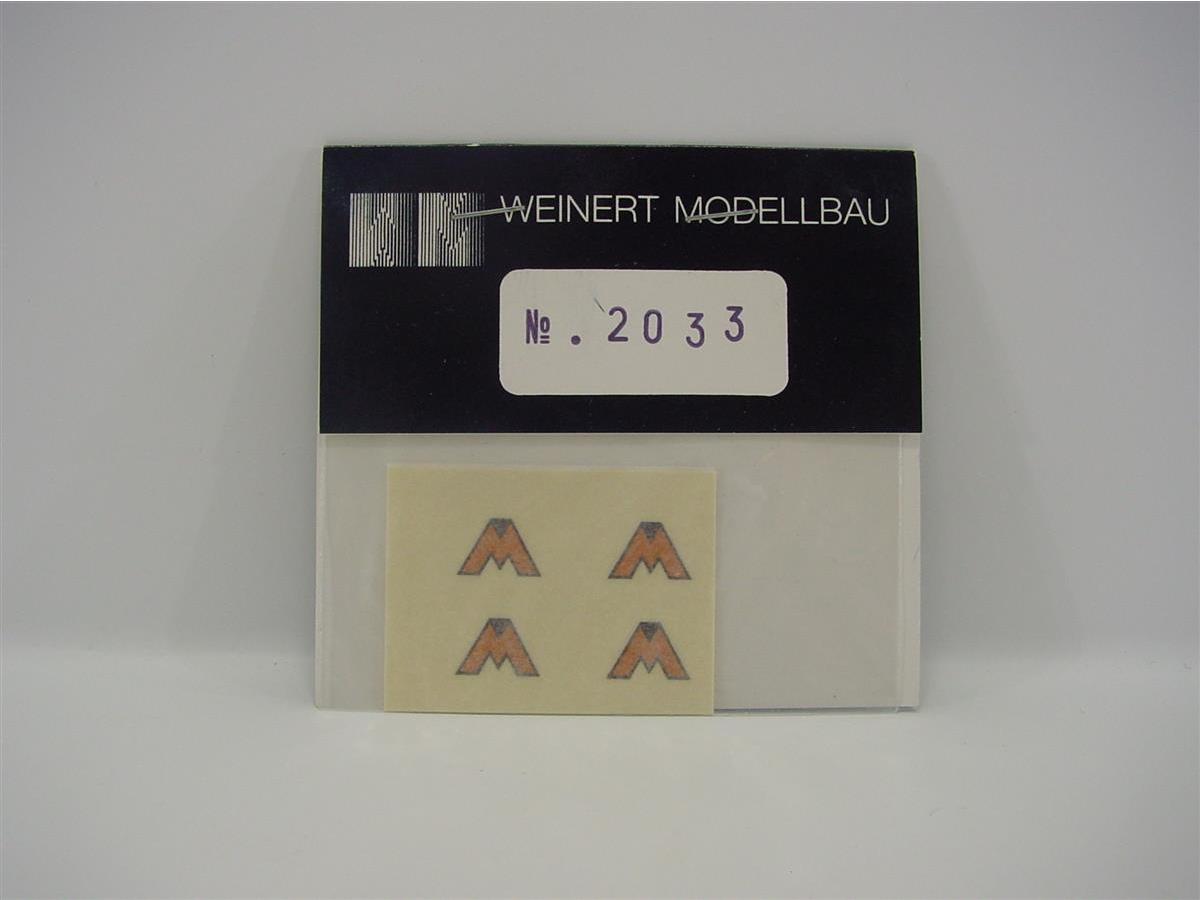 WEINERT MODELLBAU
№. 2033
M M
M M